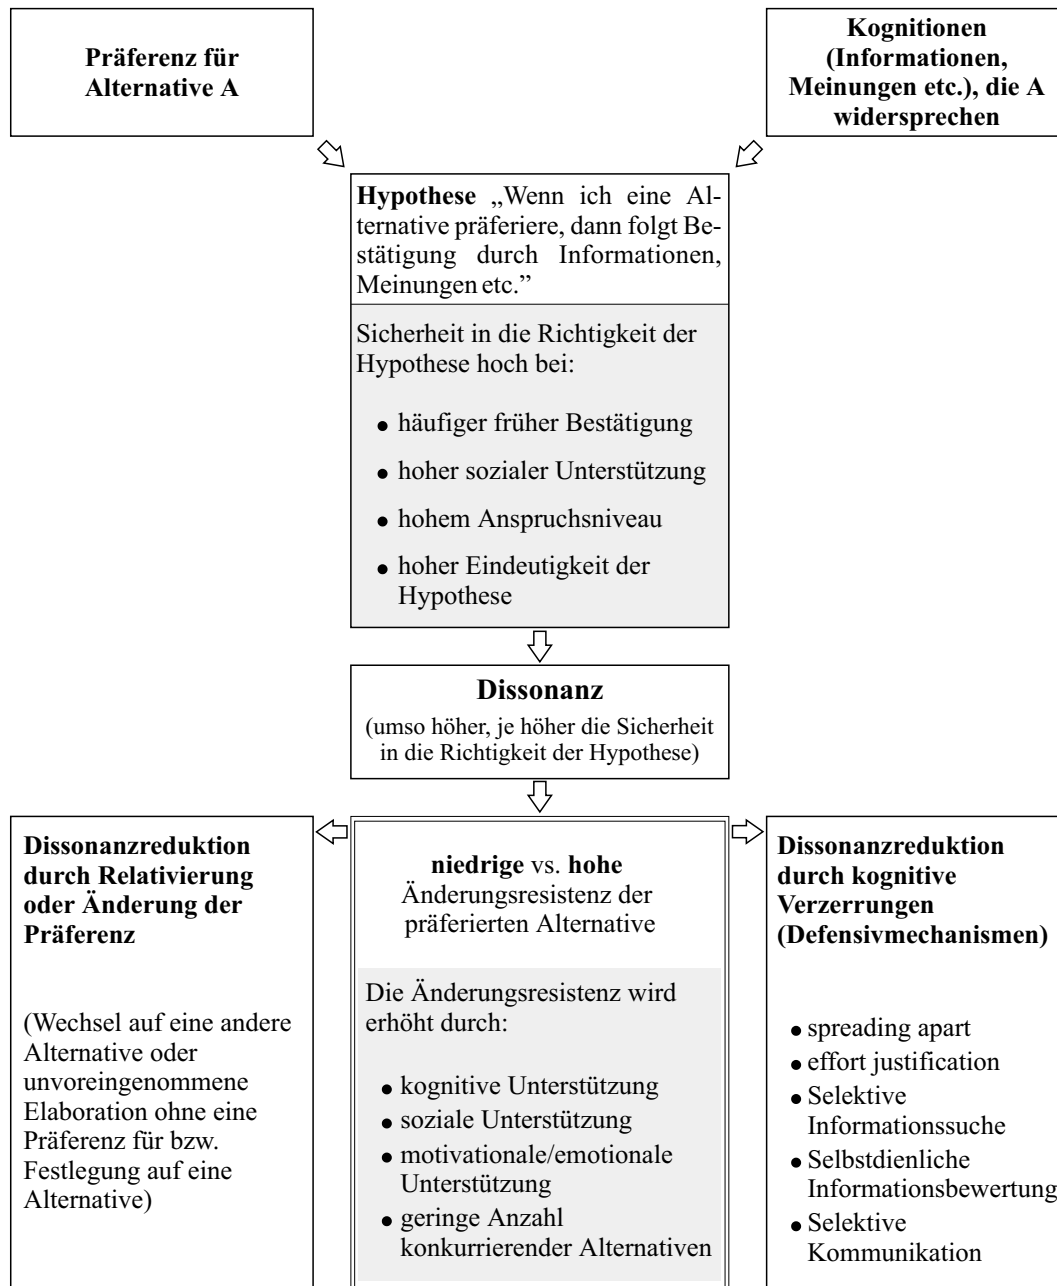 Präferenz für
Alternative A
Kognitionen
(Informationen,
Meinungen etc.), die A
widersprechen
Hypothese „Wenn ich eine Al-
ternative präferiere, dann folgt Be-
stätigung durch Informationen,
Meinungen etc.”
Sicherheit in die Richtigkeit der
Hypothese hoch bei:
● häufiger früher Bestätigung
● hoher sozialer Unterstützung
● hohem Anspruchsniveau
● hoher Eindeutigkeit der
Hypothese
Dissonanz
(umso höher, je höher die Sicherheit
in die Richtigkeit der Hypothese)
Dissonanzreduktion
durch Relativierung
oder Änderung der
Präferenz
(Wechsel auf eine andere
Alternative oder
unvoreingenommene
Elaboration ohne eine
Präferenz für bzw.
Festlegung auf eine
Alternative)
niedrige vs. hohe
Änderungsresistenz der
präferierten Alternative
Die Änderungsresistenz wird
erhöht durch:
● kognitive Unterstützung
● soziale Unterstützung
● motivationale/emotionale
Unterstützung
● geringe Anzahl
konkurrierender Alternativen
Dissonanzreduktion
durch kognitive
Verzerrungen
(Defensivmechanismen)
● spreading apart
● effort justification
● Selektive
Informationssuche
● Selbstdienliche
Informationsbewertung
● Selektive
Kommunikation